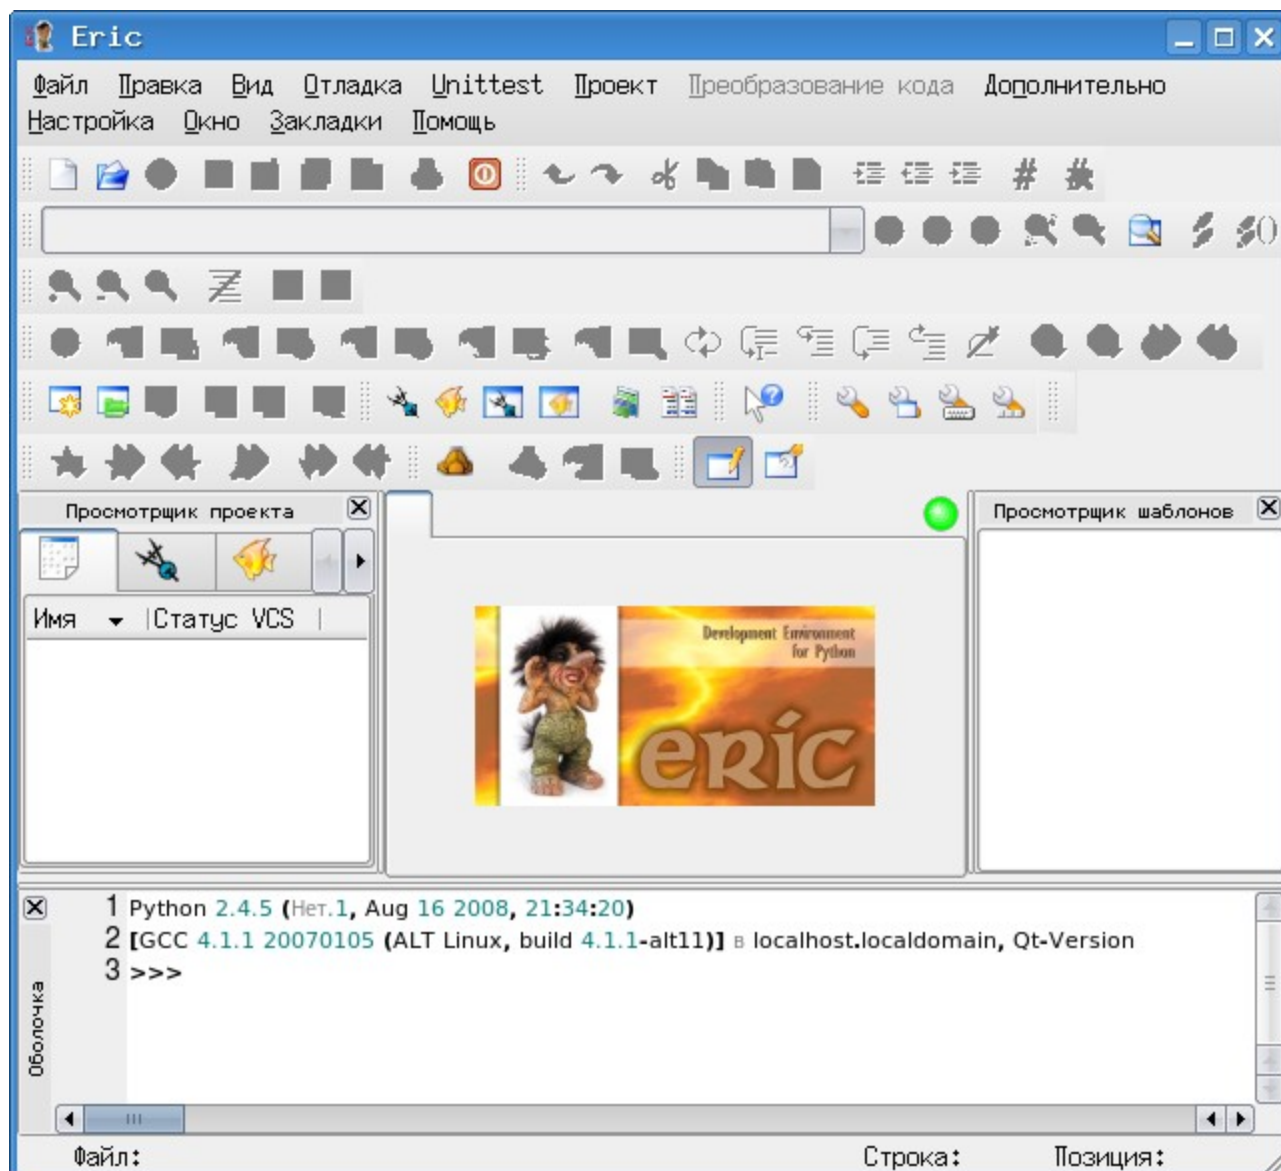 Eric
Файл Правка Вид Отладка Unittest Проект Преобразование кода Дополнительно
Настройка Окно Закладки Помощь
Просмотрщик проекта
Просмотрщик шаблонов
Имя Статус VCS
Development Environment
for Python
eric
1 Python 2.4.5 (Нет.1, Aug 16 2008, 21:34:20)
2 [GCC 4.1.1 20070105 (ALT Linux, build 4.1.1-alt11)] в localhost.localdomain, Qt-Version
3 >>>
Оболочка
Файл: Строка: Позиция: